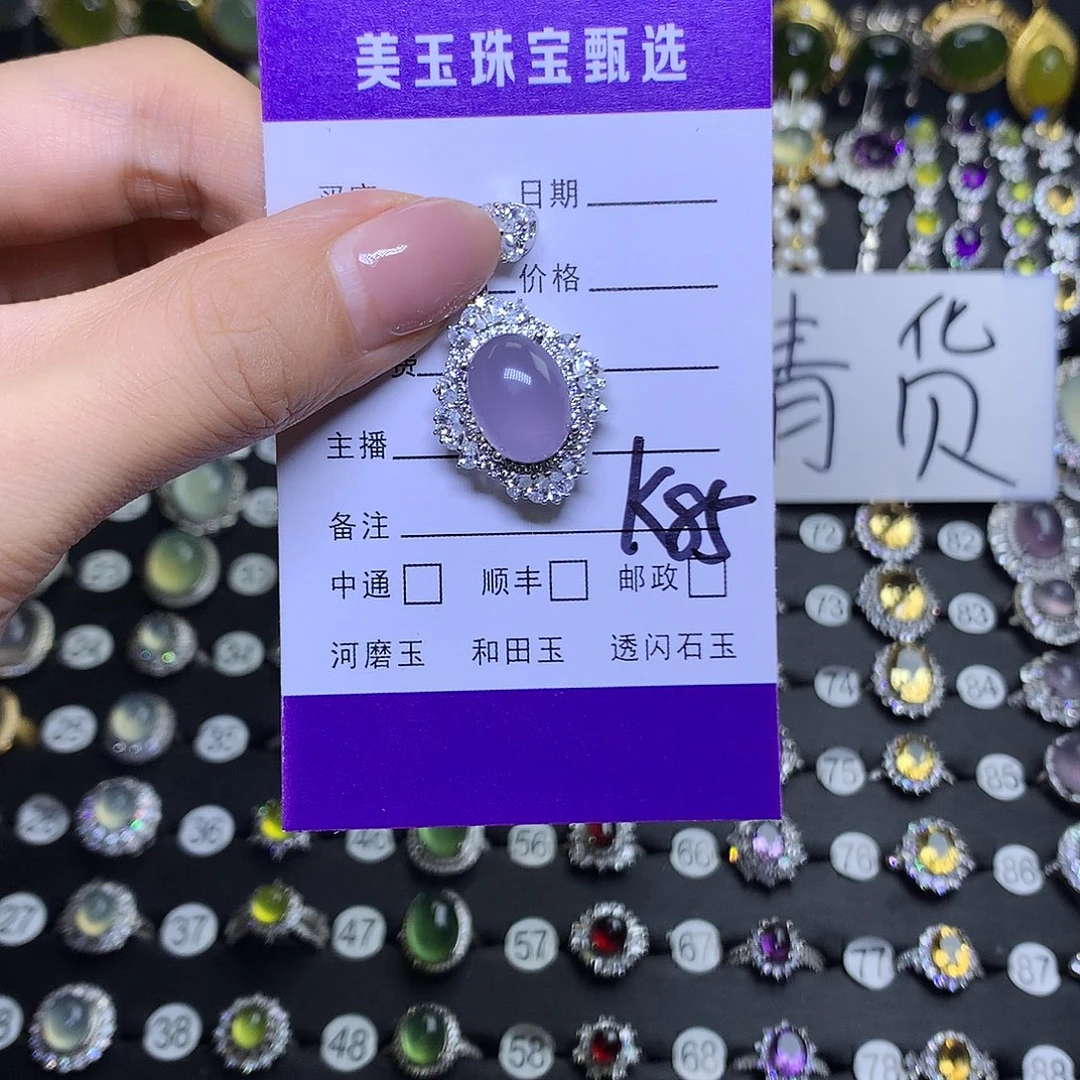 美玉珠宝甄选
日期
价格
费
主播
备注
K85
中通 顺丰 邮政
河磨玉 和田玉 透闪石玉
清货
72 82
73 83
74 84
75 85
56 66 76 86
27 37 47 57 67 77 87
38 48 58 68 78 88
36